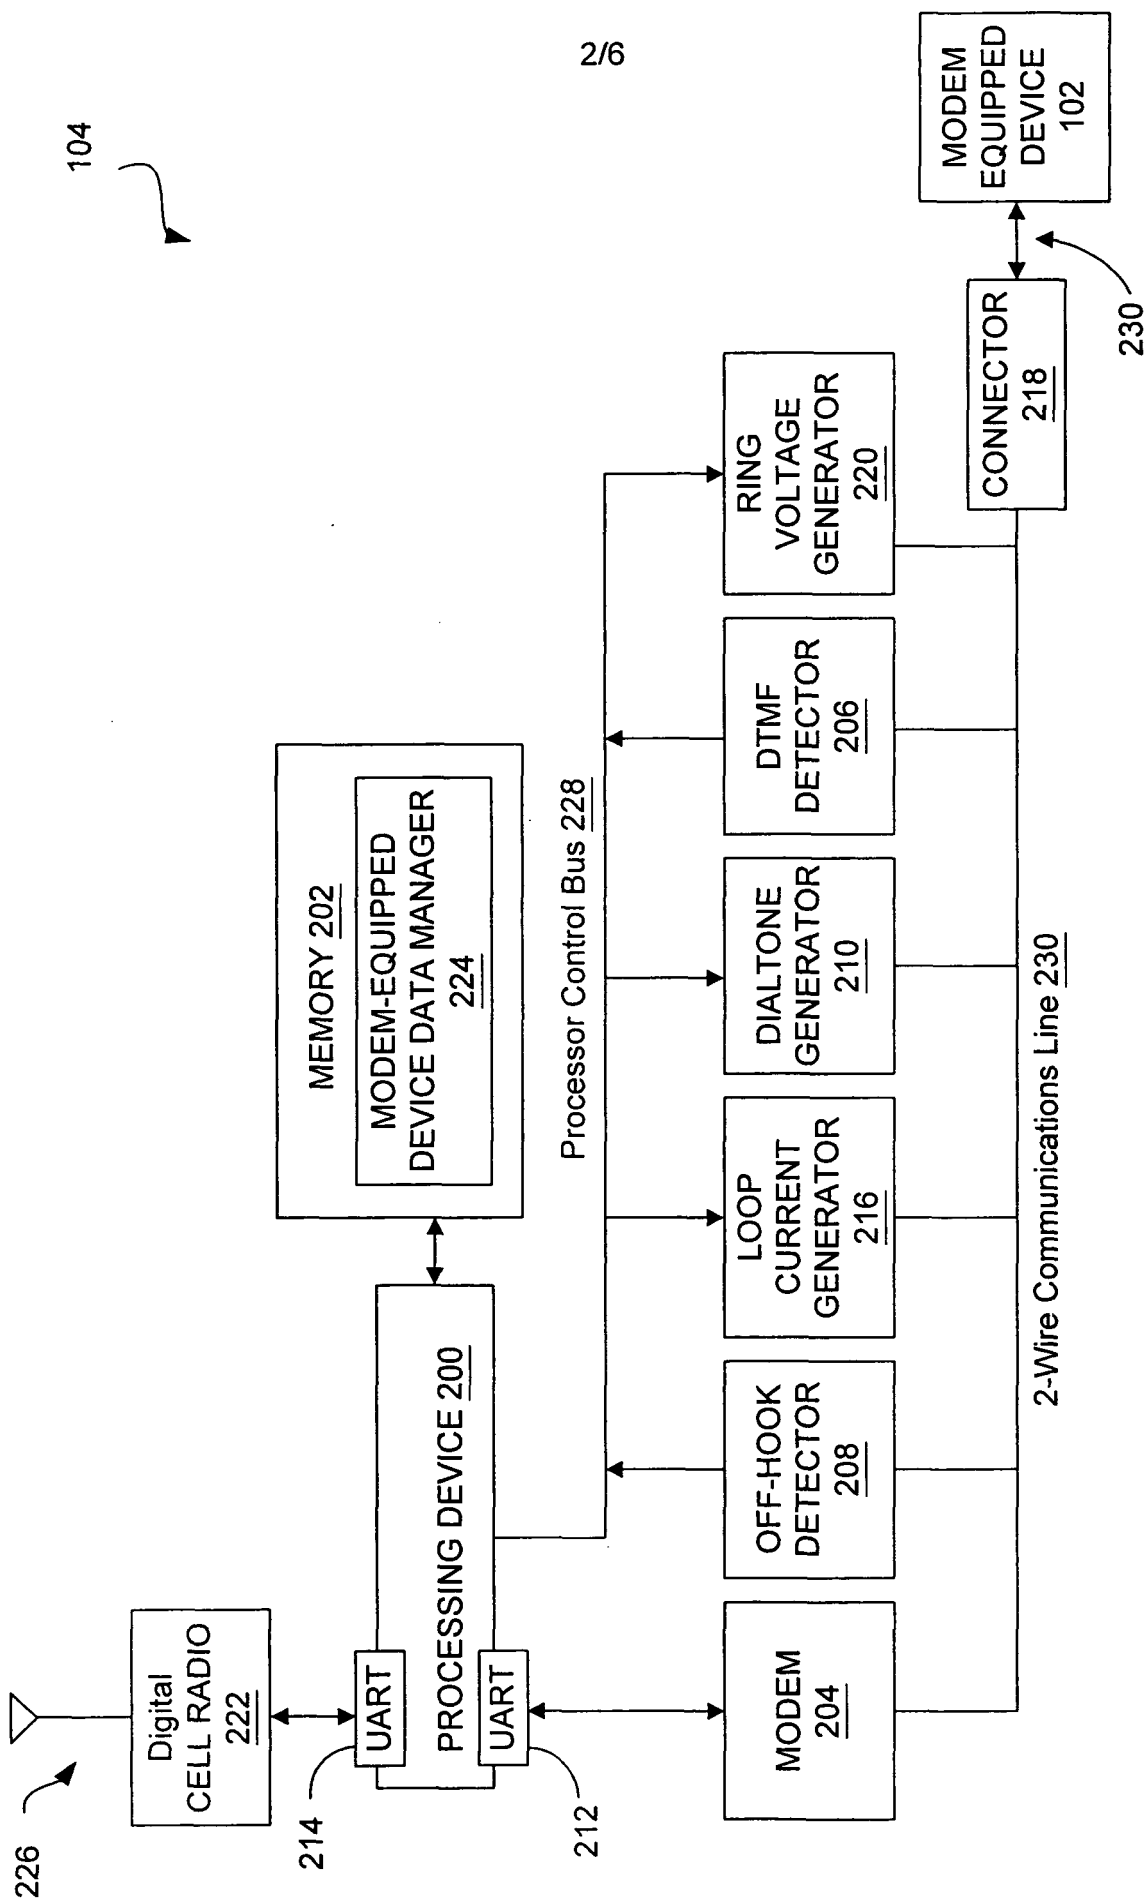 2/6
104
226
Digital
CELL RADIO
222
214
UART
PROCESSING DEVICE 200
UART
212
MEMORY 202
MODEM-EQUIPPED
DEVICE DATA MANAGER
224
Processor Control Bus 228
MODEM
204
OFF-HOOK
DETECTOR
208
LOOP
CURRENT
GENERATOR
216
DIALTONE
GENERATOR
210
DTMF
DETECTOR
206
RING
VOLTAGE
GENERATOR
220
2-Wire Communications Line 230
CONNECTOR
218
230
MODEM
EQUIPPED
DEVICE
102